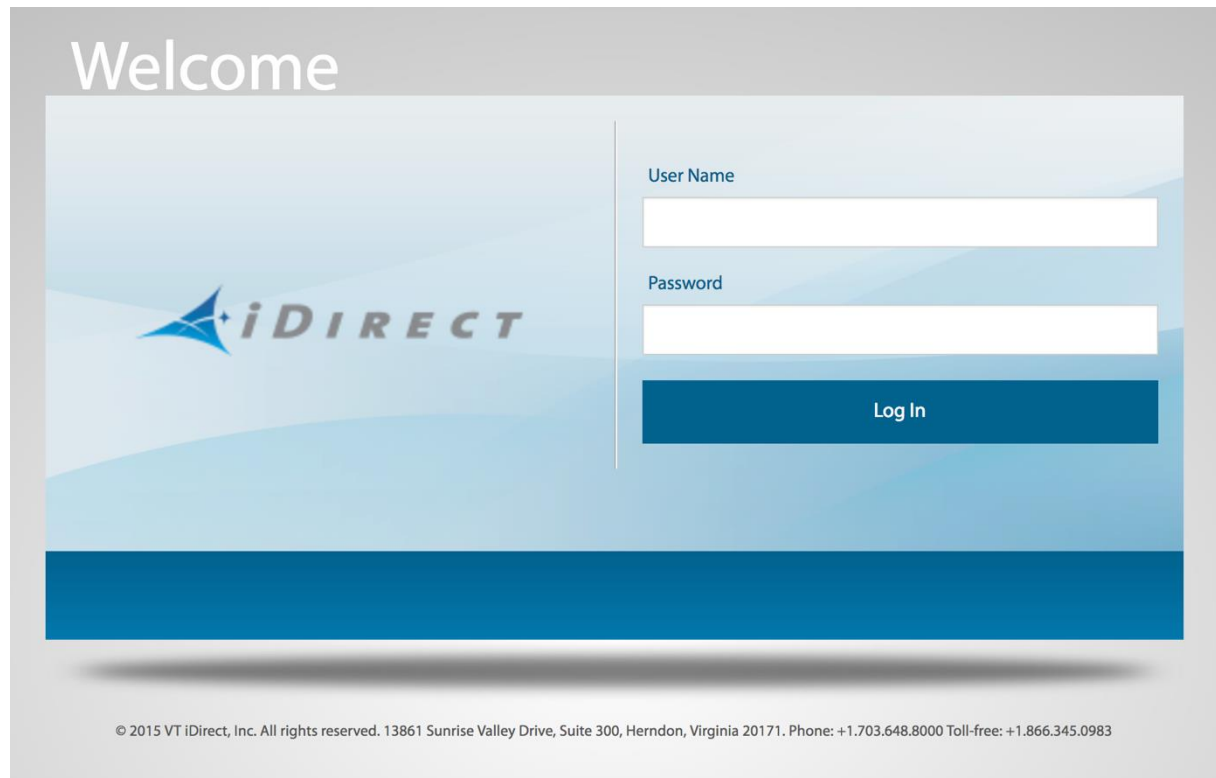 Welcome
iDIRECT
User Name
Password
Log In
© 2015 VT iDirect, Inc. All rights reserved. 13861 Sunrise Valley Drive, Suite 300, Herndon, Virginia 20171. Phone: +1.703.648.8000 Toll-free: +1.866.345.0983